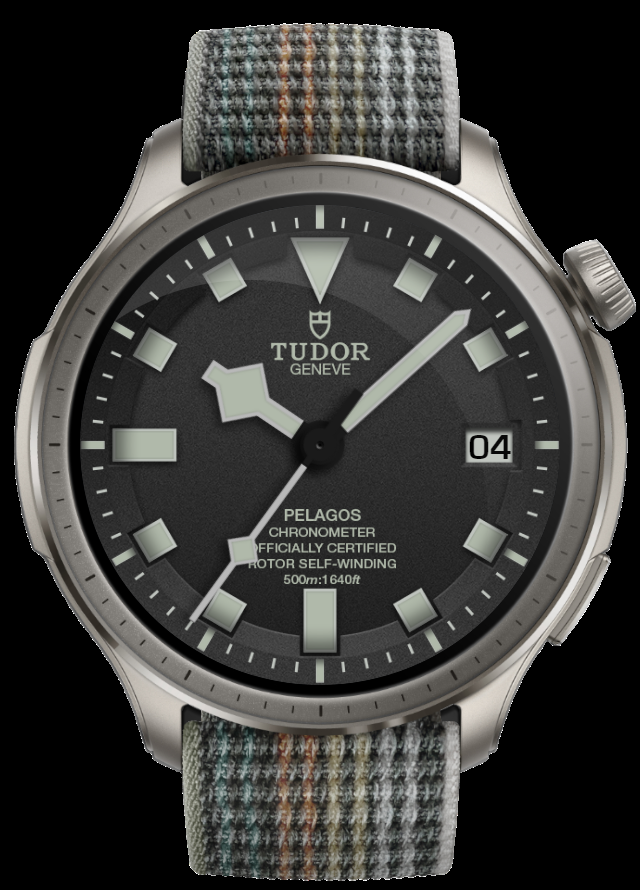 TUDOR
GENEVE
04
PELAGOS
CHRONOMETER
OFFICIALLY CERTIFIED
ROTOR SELF-WINDING
500m:1640ft